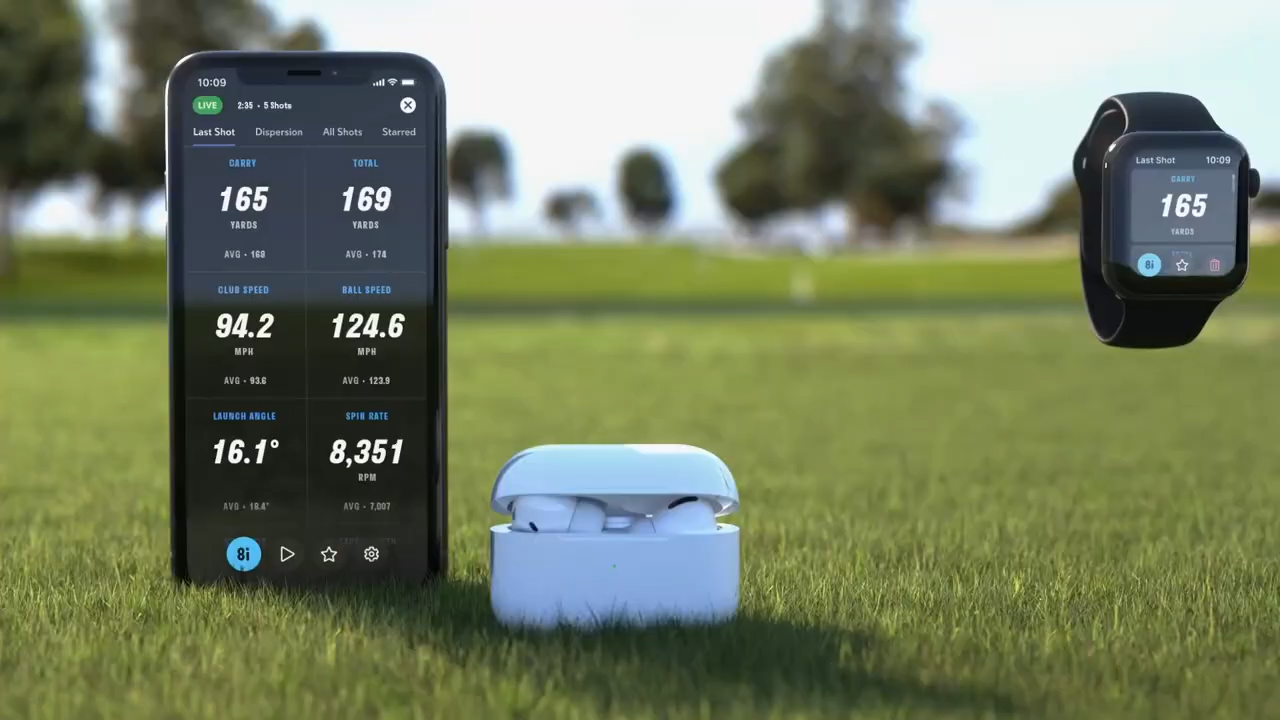 10:09
LIVE 2:35 • 5 Shots
Last Shot Dispersion All Shots Starred
CARRY TOTAL
165 169
YARDS YARDS
AVG • 168 AVG • 174
CLUB SPEED BALL SPEED
94.2 124.6
MPH MPH
AVG • 93.6 AVG • 123.9
LAUNCH ANGLE SPIN RATE
16.1° 8,351
RPM
AVG • 7,007
8i
Last Shot 10:09
CARRY
165
YARDS
8i